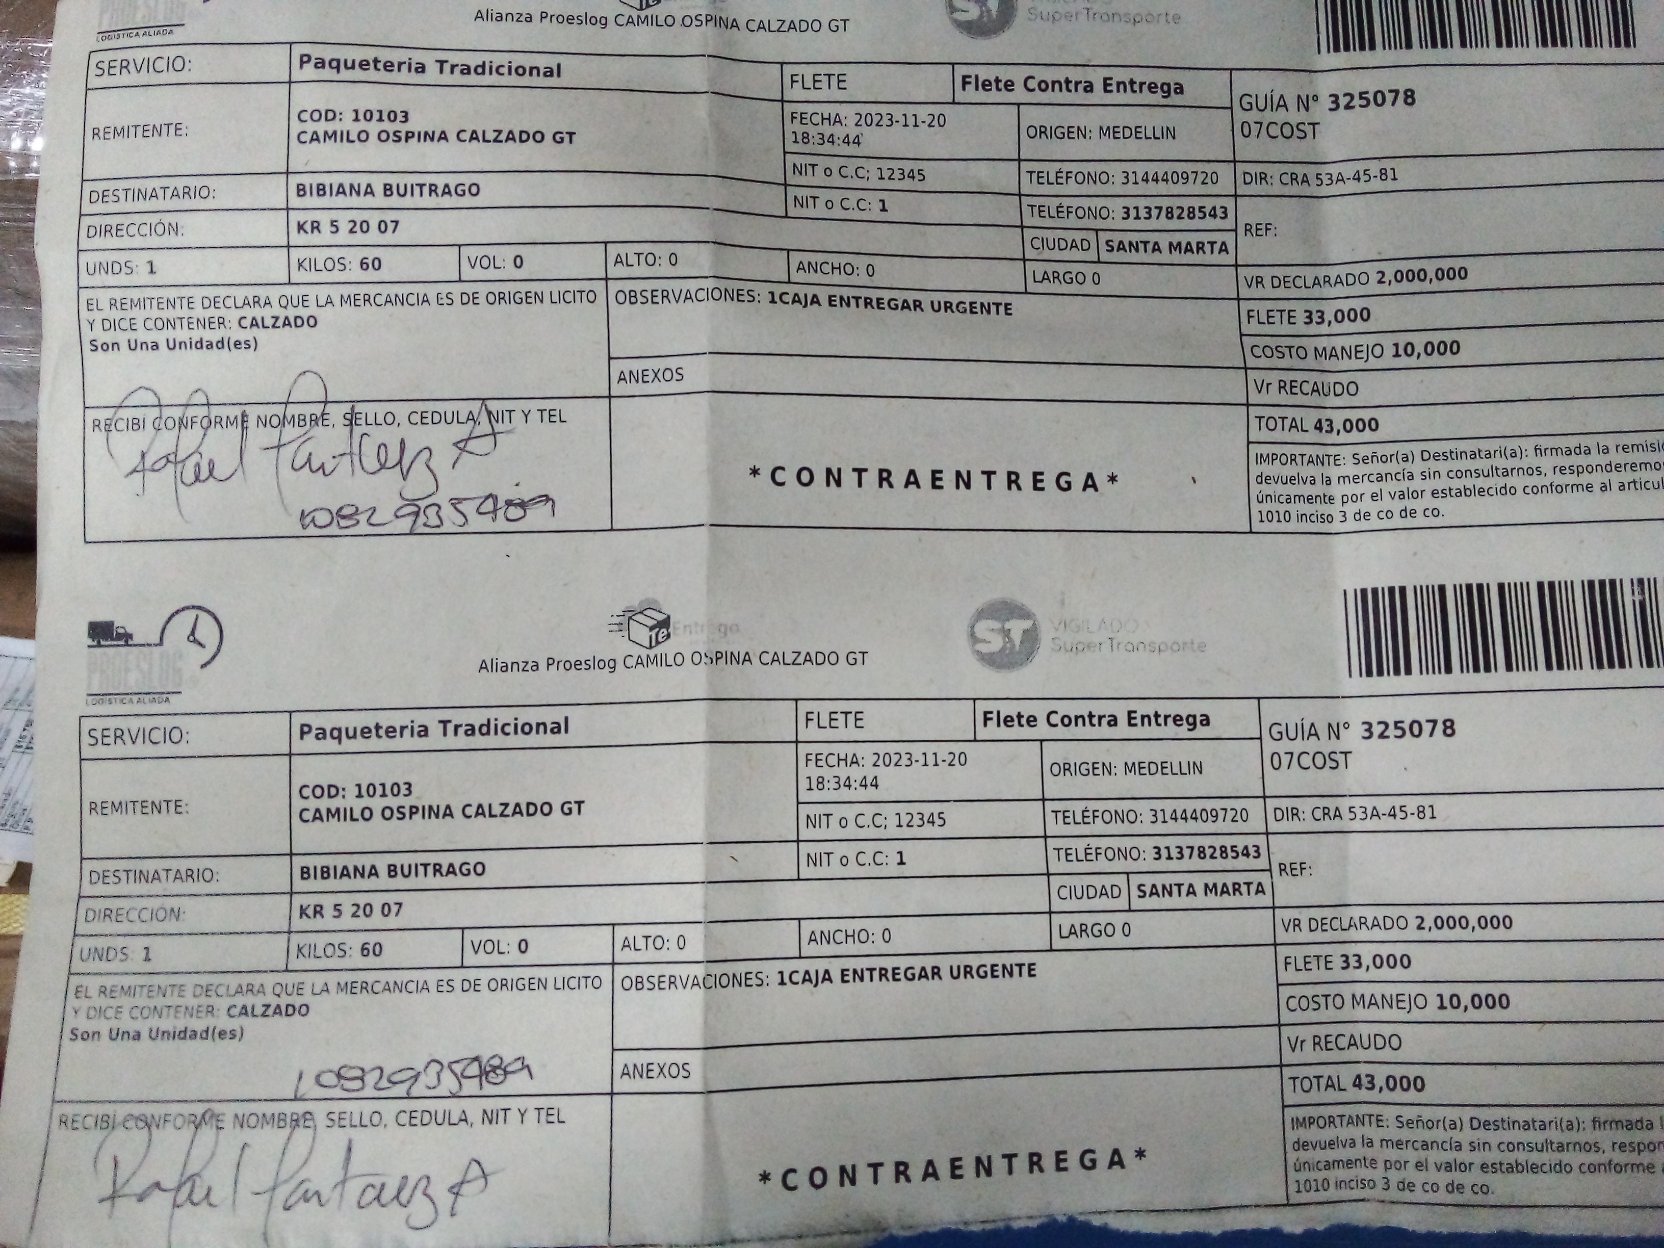 PROESLOG
LOGISTICA ALIADA
Alianza Proeslog CAMILO OSPINA CALZADO GT
ST
SuperTransporte
SERVICIO: Paqueteria Tradicional FLETE Flete Contra Entrega
GUÍA N° 325078
07COST
REMITENTE: COD: 10103
CAMILO OSPINA CALZADO GT
FECHA: 2023-11-20
18:34:44
ORIGEN: MEDELLIN
NIT o C.C; 12345 TELÉFONO: 3144409720 DIR: CRA 53A-45-81
DESTINATARIO: BIBIANA BUITRAGO NIT o C.C: 1 TELÉFONO: 3137828543
REF:
DIRECCIÓN: KR 5 20 07 CIUDAD SANTA MARTA
UNDS: 1 KILOS: 60 VOL: 0 ALTO: 0 ANCHO: 0 LARGO 0 VR DECLARADO 2,000,000
EL REMITENTE DECLARA QUE LA MERCANCIA ES DE ORIGEN LICITO
Y DICE CONTENER: CALZADO
Son Una Unidad(es)
OBSERVACIONES: 1CAJA ENTREGAR URGENTE
FLETE 33,000
COSTO MANEJO 10,000
ANEXOS
Vr RECAUDO
RECIBI CONFORME NOMBRE, SELLO, CEDULA, NIT Y TEL
TOTAL 43,000
Rafael
1082935489
*CONTRAENTREGA*
IMPORTANTE: Señor(a) Destinatari(a): firmada la
devuelva la mercancía sin consultarnos,
únicamente por el valor establecido conforme al
1010 inciso 3 de co de co.
PROESLOG
LOGISTICA ALIADA
Te Entrego
Alianza Proeslog CAMILO OSPINA CALZADO GT
ST
VIGILADO
SuperTransporte
SERVICIO: Paqueteria Tradicional FLETE Flete Contra Entrega
GUÍA N° 325078
07COST
REMITENTE: COD: 10103
CAMILO OSPINA CALZADO GT
FECHA: 2023-11-20
18:34:44
ORIGEN: MEDELLIN
NIT o C.C; 12345 TELÉFONO: 3144409720 DIR: CRA 53A-45-81
DESTINATARIO: BIBIANA BUITRAGO NIT o C.C: 1 TELÉFONO: 3137828543
REF:
DIRECCIÓN: KR 5 20 07 CIUDAD SANTA MARTA
UNDS: 1 KILOS: 60 VOL: 0 ALTO: 0 ANCHO: 0 LARGO 0 VR DECLARADO 2,000,000
EL REMITENTE DECLARA QUE LA MERCANCIA ES DE ORIGEN LICITO
Y DICE CONTENER: CALZADO
Son Una Unidad(es)
OBSERVACIONES: 1CAJA ENTREGAR URGENTE
FLETE 33,000
COSTO MANEJO 10,000
Vr RECAUDO
1082935489
ANEXOS
TOTAL 43,000
RECIBI CONFORME NOMBRE, SELLO, CEDULA, NIT Y TEL
Rafael
*CONTRAENTREGA*
IMPORTANTE: Señor(a) Destinatari(a): firmada
devuelva la mercancía sin consultarnos,
únicamente por el valor establecido conforme
1010 inciso 3 de co de co.